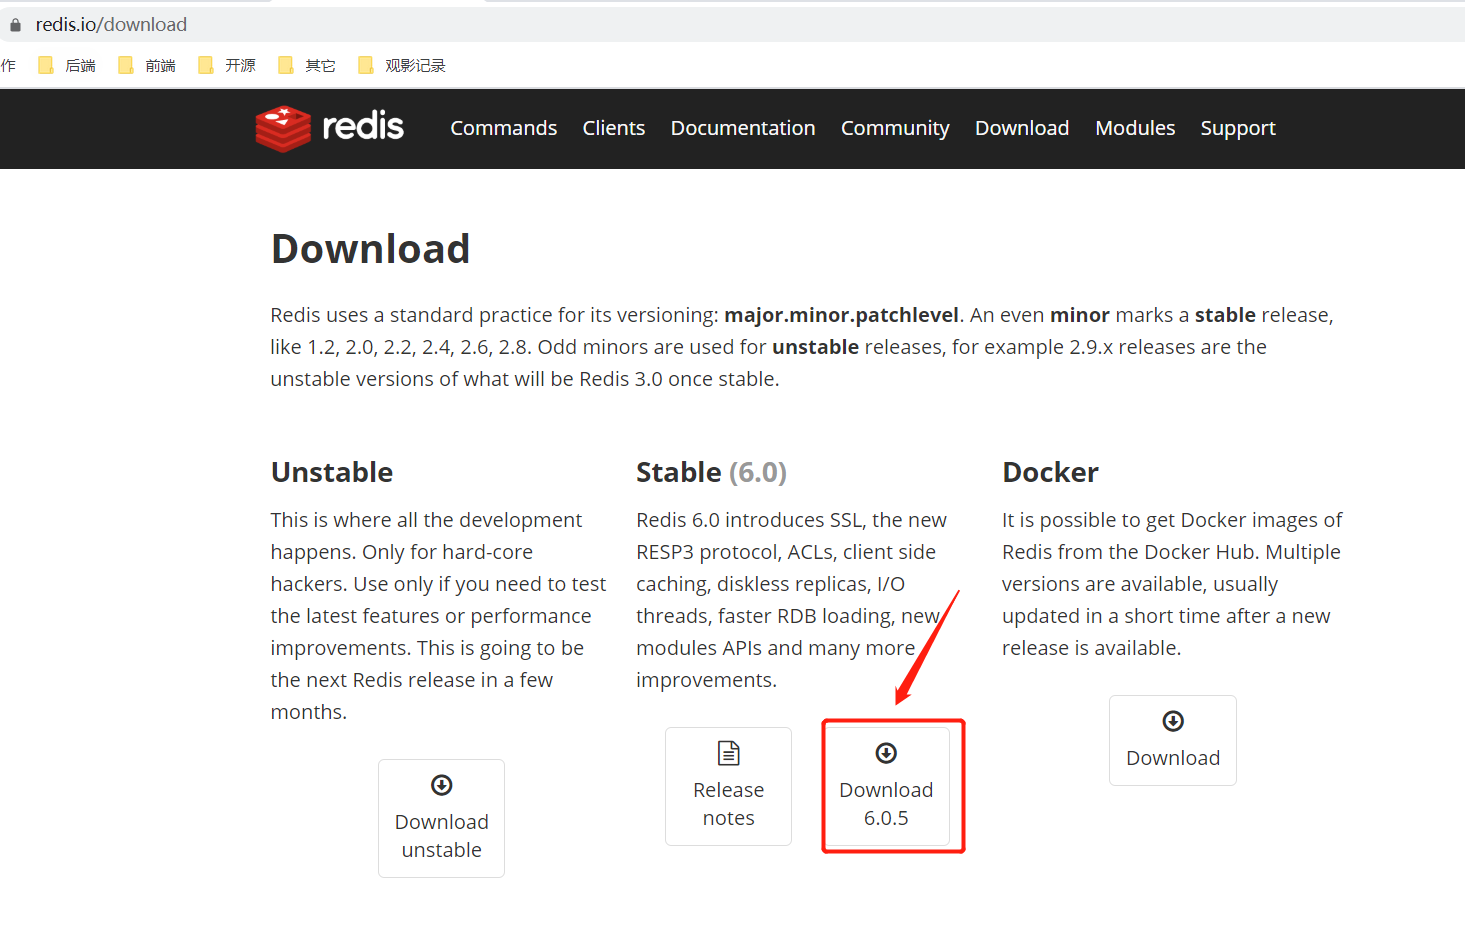 redis.io/download
作 后端 前端 开源 其它 观影记录
redis Commands Clients Documentation Community Download Modules Support
Download
Redis uses a standard practice for its versioning: major.minor.patchlevel. An even minor marks a stable release,
like 1.2, 2.0, 2.2, 2.4, 2.6, 2.8. Odd minors are used for unstable releases, for example 2.9.x releases are the
unstable versions of what will be Redis 3.0 once stable.
Unstable
This is where all the development
happens. Only for hard-core
hackers. Use only if you need to test
the latest features or performance
improvements. This is going to be
the next Redis release in a few
months.
Download
unstable
Stable (6.0)
Redis 6.0 introduces SSL, the new
RESP3 protocol, ACLs, client side
caching, diskless replicas, I/O
threads, faster RDB loading, new
modules APIs and many more
improvements.
Release
notes
Download
6.0.5
Docker
It is possible to get Docker images of
Redis from the Docker Hub. Multiple
versions are available, usually
updated in a short time after a new
release is available.
Download